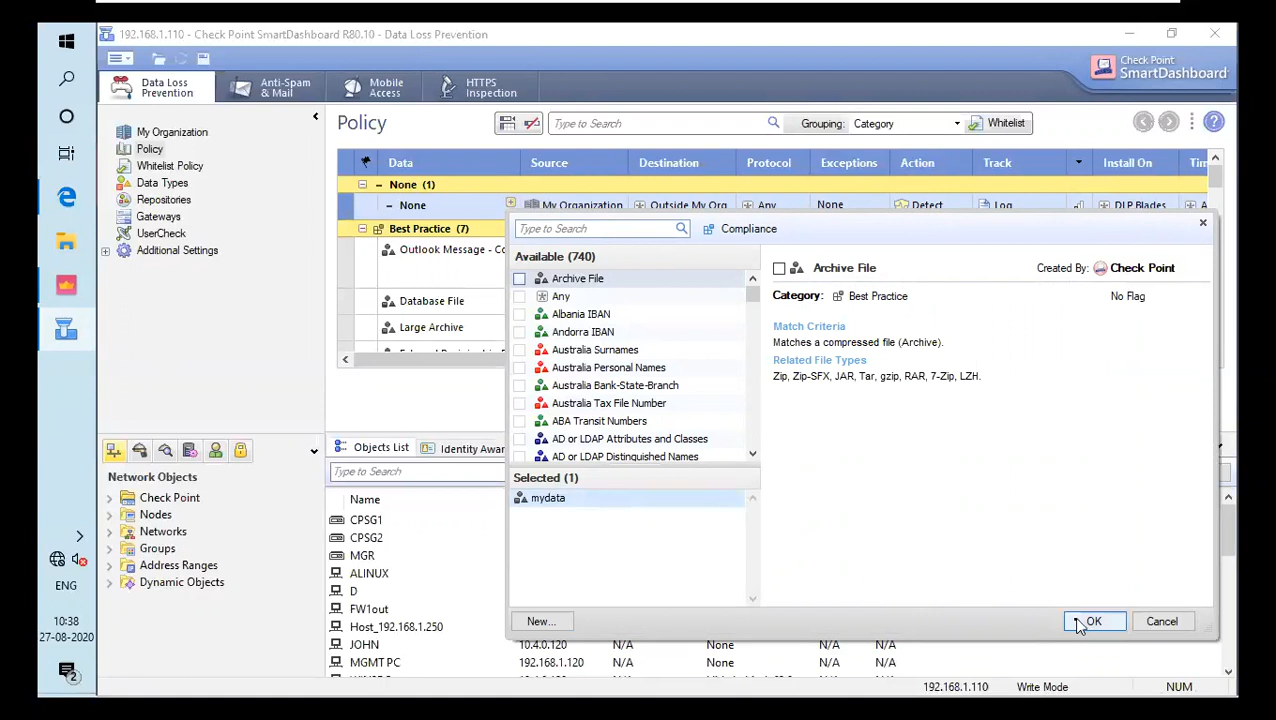 192.168.1.110 - Check Point SmartDashboard R80.10 - Data Loss Prevention
Data Loss
Prevention
Anti-Spam
& Mail
Mobile
Access
HTTPS
Inspection
Check Point
SmartDashboard
My Organization
Policy
Whitelist Policy
Data Types
Repositories
Gateways
UserCheck
Additional Settings
Policy
Type to Search
Grouping: Category
Whitelist
Data Source Destination Protocol Exceptions Action Track Install On
None (1)
None My Organization Outside My Org Any None Detect Log DLP Blades
Best Practice (7)
Outlook Message - Co
Database File
Large Archive
Type to Search
Compliance
Available (740)
Archive File
Any
Albania IBAN
Andorra IBAN
Australia Surnames
Australia Personal Names
Australia Bank-State-Branch
Australia Tax File Number
ABA Transit Numbers
AD or LDAP Attributes and Classes
AD or LDAP Distinguished Names
Selected (1)
mydata
Archive File
Created By: Check Point
Category: Best Practice
No Flag
Match Criteria
Matches a compressed file (Archive).
Related File Types
Zip, Zip-SFX, JAR, Tar, gzip, RAR, 7-Zip, LZH.
New...
OK
Cancel
Network Objects
Check Point
Nodes
Networks
Groups
Address Ranges
Dynamic Objects
Objects List
Identity Awar
Type to Search
Name
CPSG1
CPSG2
MGR
ALINUX
D
FW1out
Host_192.168.1.250
JOHN 10.4.0.120 N/A None N/A N/A
MGMT PC 192.168.1.120 N/A None N/A N/A
192.168.1.110 Write Mode NUM
ENG
10:38
27-08-2020
2